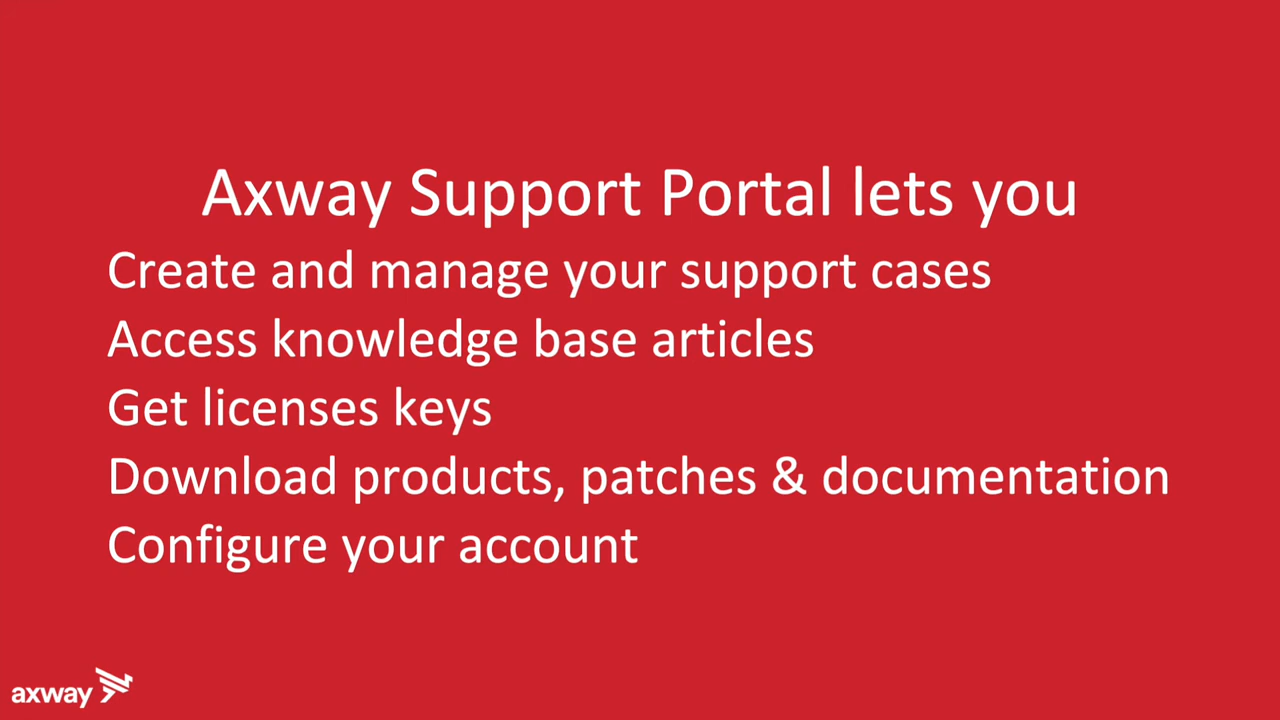 Axway Support Portal lets you
Create and manage your support cases
Access knowledge base articles
Get licenses keys
Download products, patches & documentation
Configure your account
axway